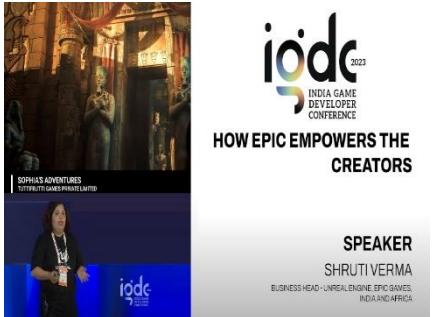 SOPHIA'S ADVENTURES
TUTTIFRUTTI GAMES PRIVATE LIMITED
igdc
igdc 2023
INDIA GAME
DEVELOPER
CONFERENCE
HOW EPIC EMPOWERS THE
CREATORS
SPEAKER
SHRUTI VERMA
BUSINESS HEAD - UNREAL ENGINE, EPIC GAMES,
INDIA AND AFRICA